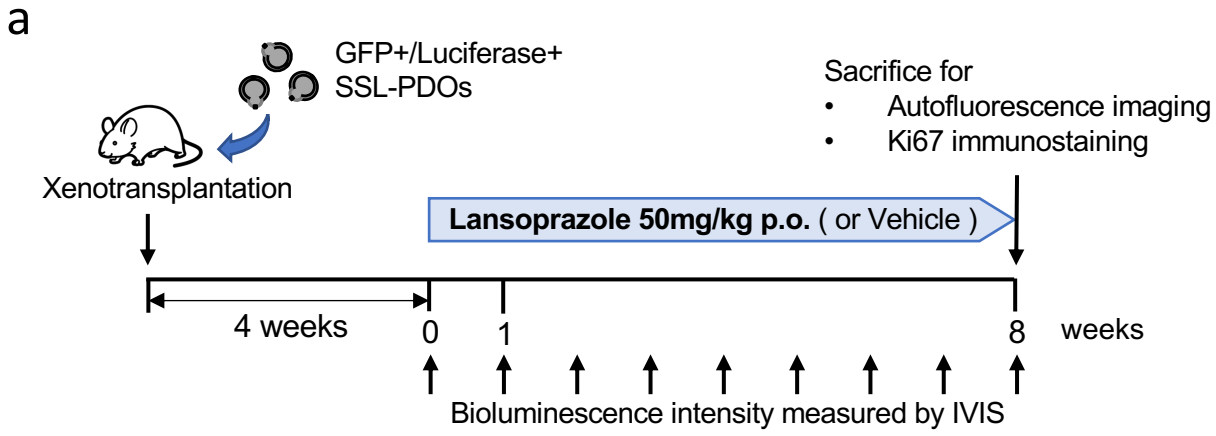 a
GFP+/Luciferase+
SSL-PDOs
Sacrifice for
• Autofluorescence imaging
• Ki67 immunostaining
Xenotransplantation
Lansoprazole 50mg/kg p.o. ( or Vehicle )
4 weeks
0 1 8 weeks
Bioluminescence intensity measured by IVIS